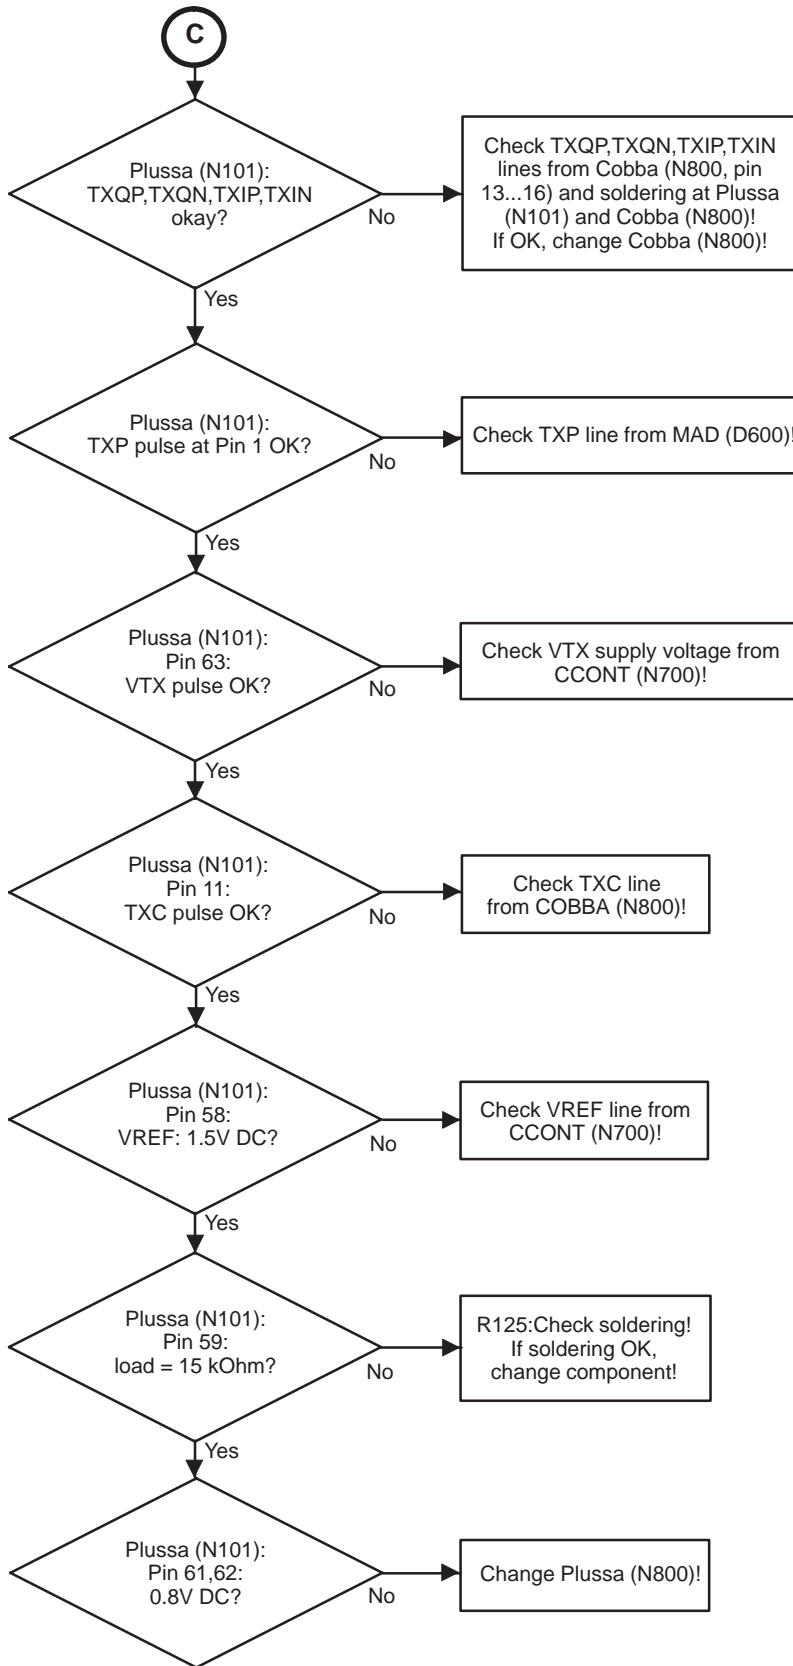 C
Plussa (N101):
TXQP,TXQN,TXIP,TXIN
okay?
No
Check TXQP,TXQN,TXIP,TXIN
lines from Cobba (N800, pin
13...16) and soldering at Plussa
(N101) and Cobba (N800)!
If OK, change Cobba (N800)!
Yes
Plussa (N101):
TXP pulse at Pin 1 OK?
No
Check TXP line from MAD (D600)!
Yes
Plussa (N101):
Pin 63:
VTX pulse OK?
No
Check VTX supply voltage from
CCONT (N700)!
Yes
Plussa (N101):
Pin 11:
TXC pulse OK?
No
Check TXC line
from COBBA (N800)!
Yes
Plussa (N101):
Pin 58:
VREF: 1.5V DC?
No
Check VREF line from
CCONT (N700)!
Yes
Plussa (N101):
Pin 59:
load = 15 kOhm?
No
R125:Check soldering!
If soldering OK,
change component!
Yes
Plussa (N101):
Pin 61,62:
0.8V DC?
No
Change Plussa (N800)!